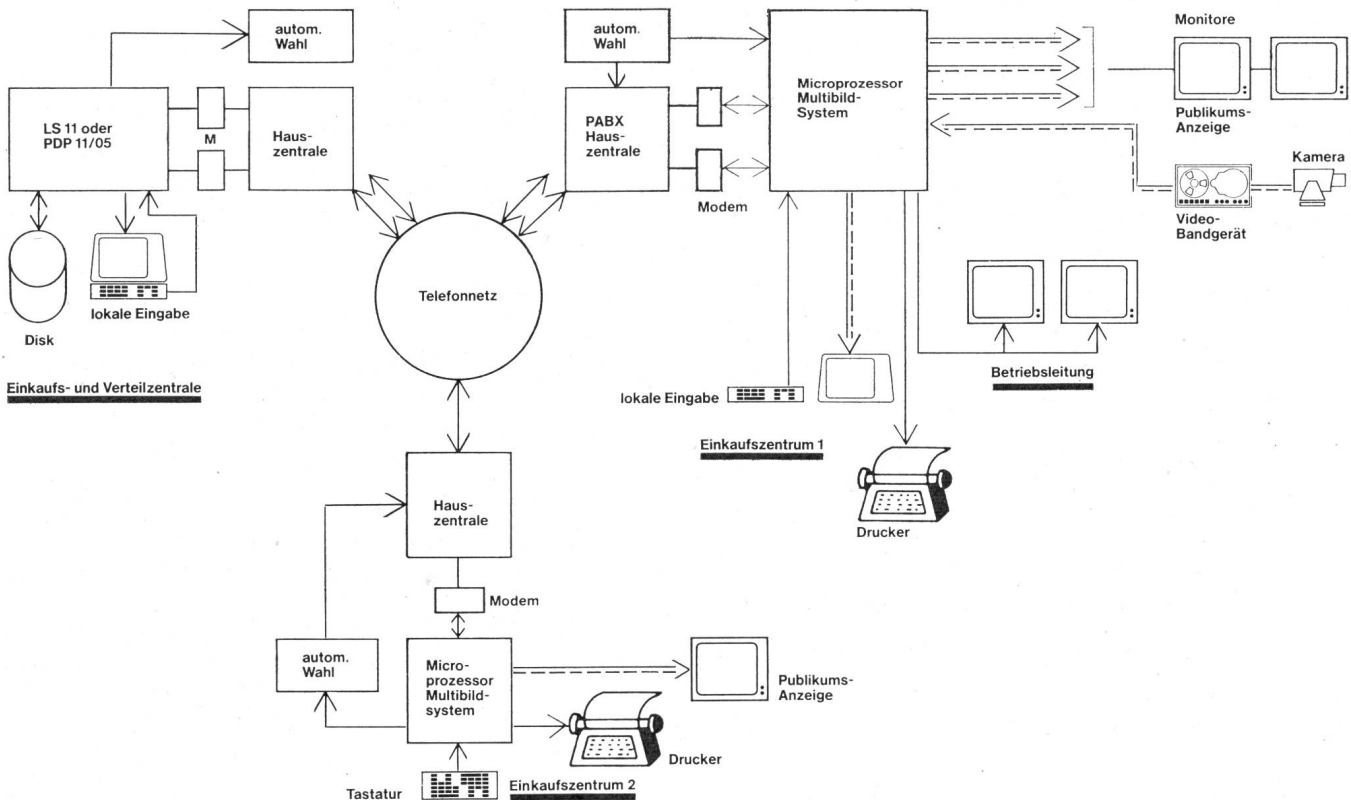 autom.
Wahl
LS 11 oder
PDP 11/05
M
Haus-
zentrale
lokale Eingabe
Disk
Einkaufs- und Verteilzentrale
Telefonnetz
autom.
Wahl
PABX
Haus-
zentrale
Modem
Microprozessor
Multibild-
System
Monitore
Publikums-
Anzeige
Kamera
Video-
Bandgerät
Betriebsleitung
lokale Eingabe
Einkaufszentrum 1
Drucker
Haus-
zentrale
Modem
autom.
Wahl
Micro-
prozessor
Multibild-
system
Publikums-
Anzeige
Drucker
Tastatur
Einkaufszentrum 2